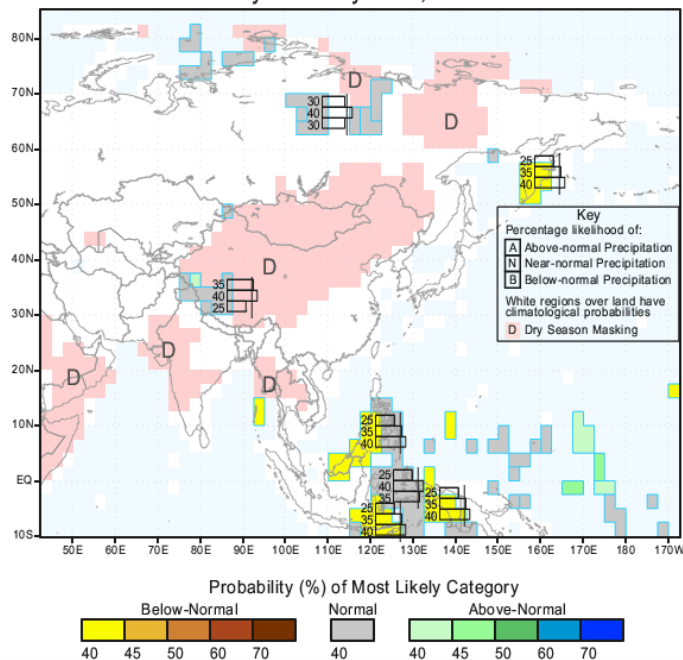 80N
70N
60N
50N
40N
30N
20N
10N
EQ
10S
50E 60E 70E 80E 90E 100E 110E 120E 130E 140E 150E 160E 170E 180 170W
D
D
30
40
30
25
35
40
D
35
40
25
D
D
D
25
35
40
25
40
35
25
35
40
25
35
40
Key
Percentage likelihood of:
A Above-normal Precipitation
N Near-normal Precipitation
B Below-normal Precipitation
White regions over land have
climatological probabilities
D Dry Season Masking
Probability (%) of Most Likely Category
Below-Normal Normal Above-Normal
40 45 50 60 70 40 40 45 50 60 70